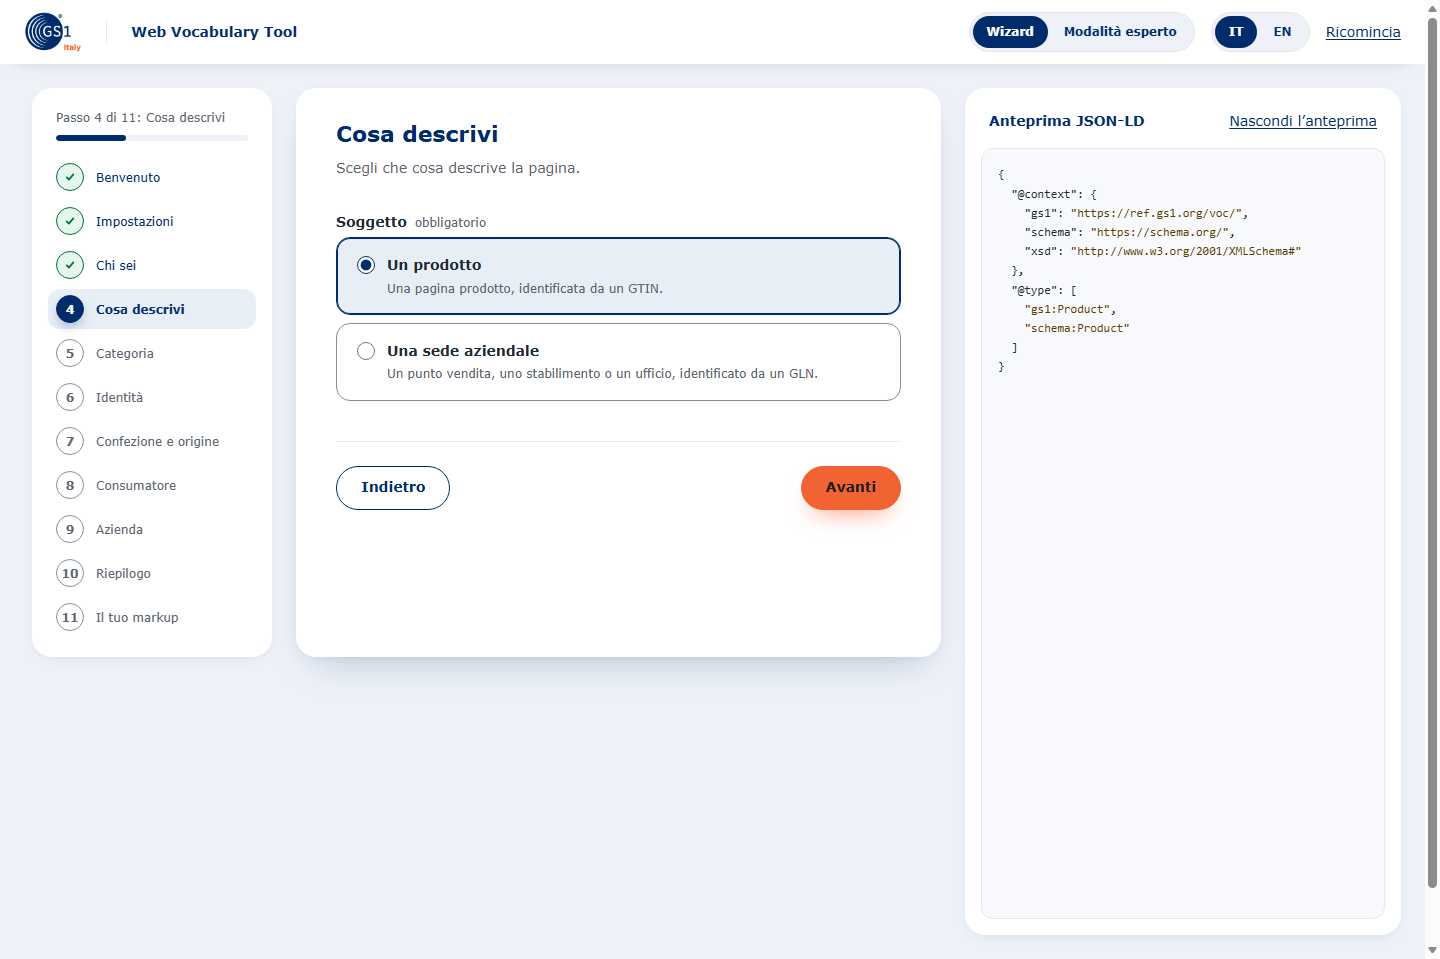 GS1 Italy
Web Vocabulary Tool
Wizard
Modalità esperto
IT
EN
Ricomincia
Passo 4 di 11: Cosa descrivi
Benvenuto
Impostazioni
Chi sei
4 Cosa descrivi
5 Categoria
6 Identità
7 Confezione e origine
8 Consumatore
9 Azienda
10 Riepilogo
11 Il tuo markup
Cosa descrivi
Scegli che cosa descrive la pagina.
Soggetto obbligatorio
Un prodotto
Una pagina prodotto, identificata da un GTIN.
Una sede aziendale
Un punto vendita, uno stabilimento o un ufficio, identificato da un GLN.
Indietro
Avanti
Anteprima JSON-LD
Nascondi l’anteprima
{
  "@context": {
    "gs1": "https://ref.gs1.org/voc/",
    "schema": "https://schema.org/",
    "xsd": "http://www.w3.org/2001/XMLSchema#"
  },
  "@type": [
    "gs1:Product",
    "schema:Product"
  ]
}